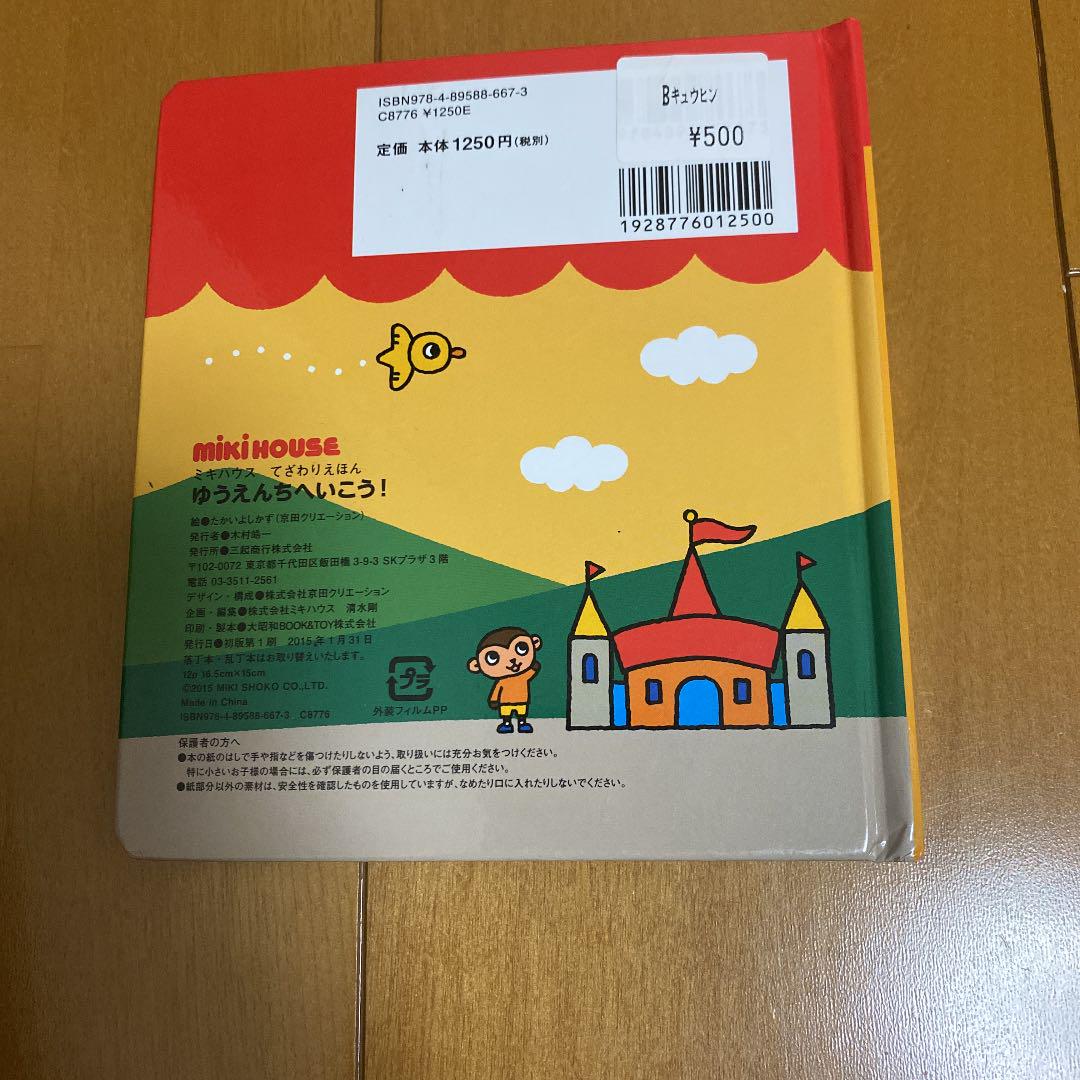 ISBN978-4-89588-667-3
C8776 ¥1250E
定価 本体1250円(税別)
Bキュウヒン
¥500
1928776012500
miki HOUSE
ミキハウス てざわりえほん
ゆうえんちへいこう!
絵●たかいよしかず(京田クリエーション)
発行者●木村皓一
発行所●三起商行株式会社
〒102-0072 東京都千代田区飯田橋3-9-3 SKプラザ3階
電話 03-3511-2561
デザイン・構成●株式会社京田クリエーション
企画・編集●株式会社ミキハウス 清水剛
印刷・製本●大昭和BOOK&TOY株式会社
発行日●初版第1刷 2015年1月31日
落丁本・乱丁本はお取り替えいたします。
12p 16.5cm×15cm
©2015 MIKI SHOKO CO.,LTD.
Made in China
ISBN978-4-89588-667-3 C8776
プラ
外装フィルムPP
保護者の方へ
●本の紙のはしで手や指などを傷つけたりしないよう、取り扱いには充分お気をつけください。
特に小さいお子様の場合には、必ず保護者の目の届くところでご使用ください。
●紙部分以外の素材は、安全性を確認したものを使用していますが、なめたり口に入れたりしないでください。